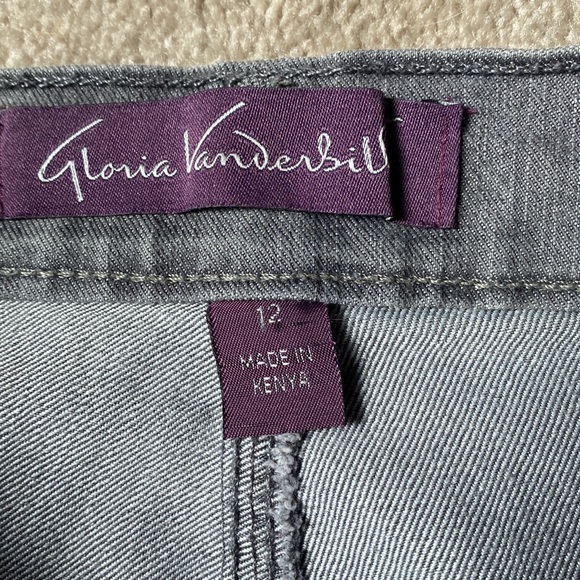 Gloria Vanderbilt
12
MADE IN
KENYA